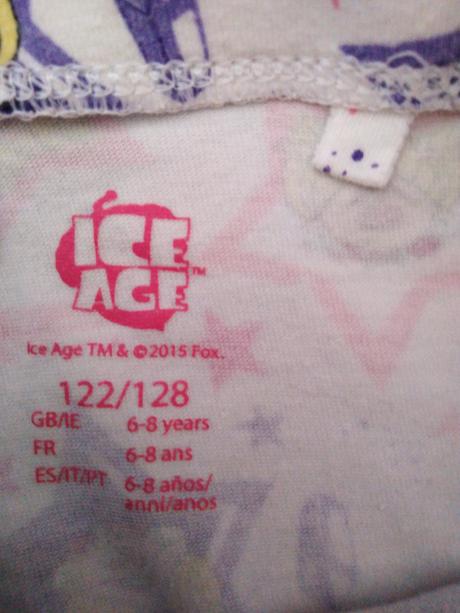 ICE
AGE™
Ice Age TM & © 2015 Fox.
122/128
GB/IE 6-8 years
FR 6-8 ans
ES/IT/PT 6-8 años/
anni/anos